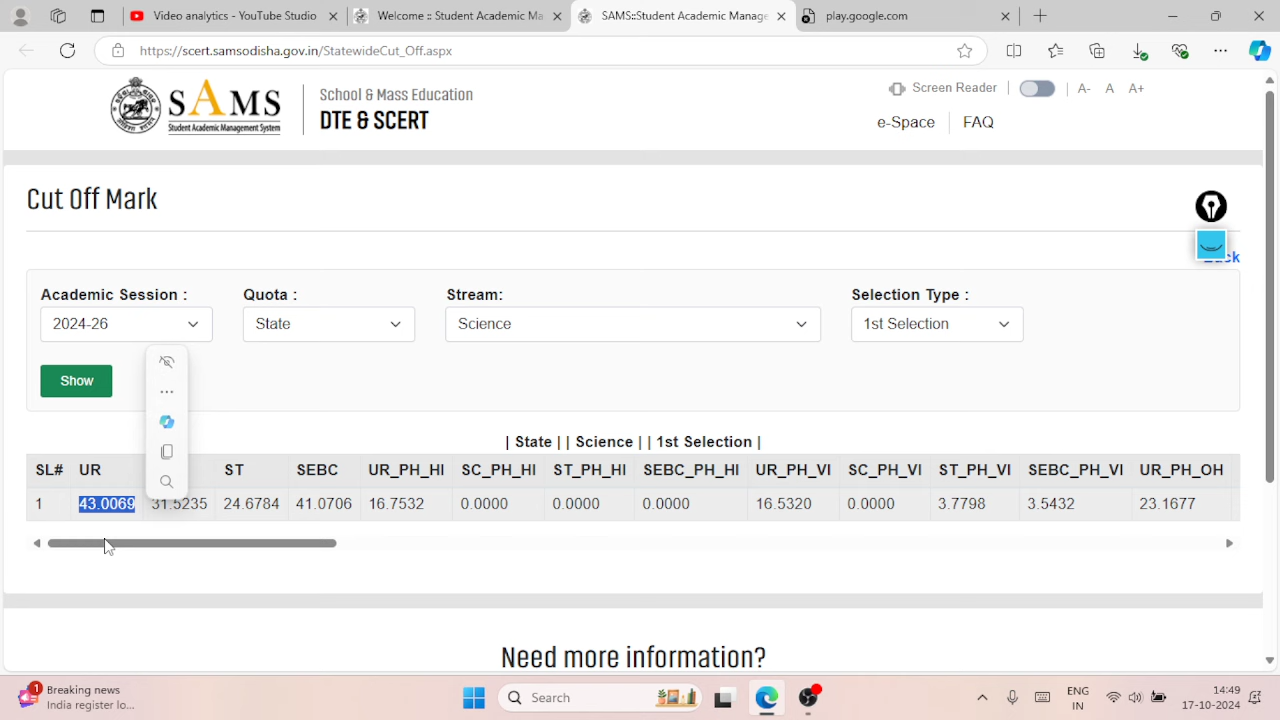 Video analytics - YouTube Studio
Welcome :: Student Academic Ma
SAMS::Student Academic Manage
play.google.com
https://scert.samsodisha.gov.in/StatewideCut_Off.aspx
SAMS
Student Academic Management System
School & Mass Education
DTE & SCERT
Screen Reader
A- A A+
e-Space FAQ
Cut Off Mark
Academic Session : Quota : Stream: Selection Type :
2024-26 State Science 1st Selection
Show
| State | | Science | | 1st Selection |
SL# UR ST SEBC UR_PH_HI SC_PH_HI ST_PH_HI SEBC_PH_HI UR_PH_VI SC_PH_VI ST_PH_VI SEBC_PH_VI UR_PH_OH
1 43.0069 31.5235 24.6784 41.0706 16.7532 0.0000 0.0000 0.0000 16.5320 0.0000 3.7798 3.5432 23.1677
Need more information?
1 Breaking news
India register lo...
Search
ENG
IN
14:49
17-10-2024